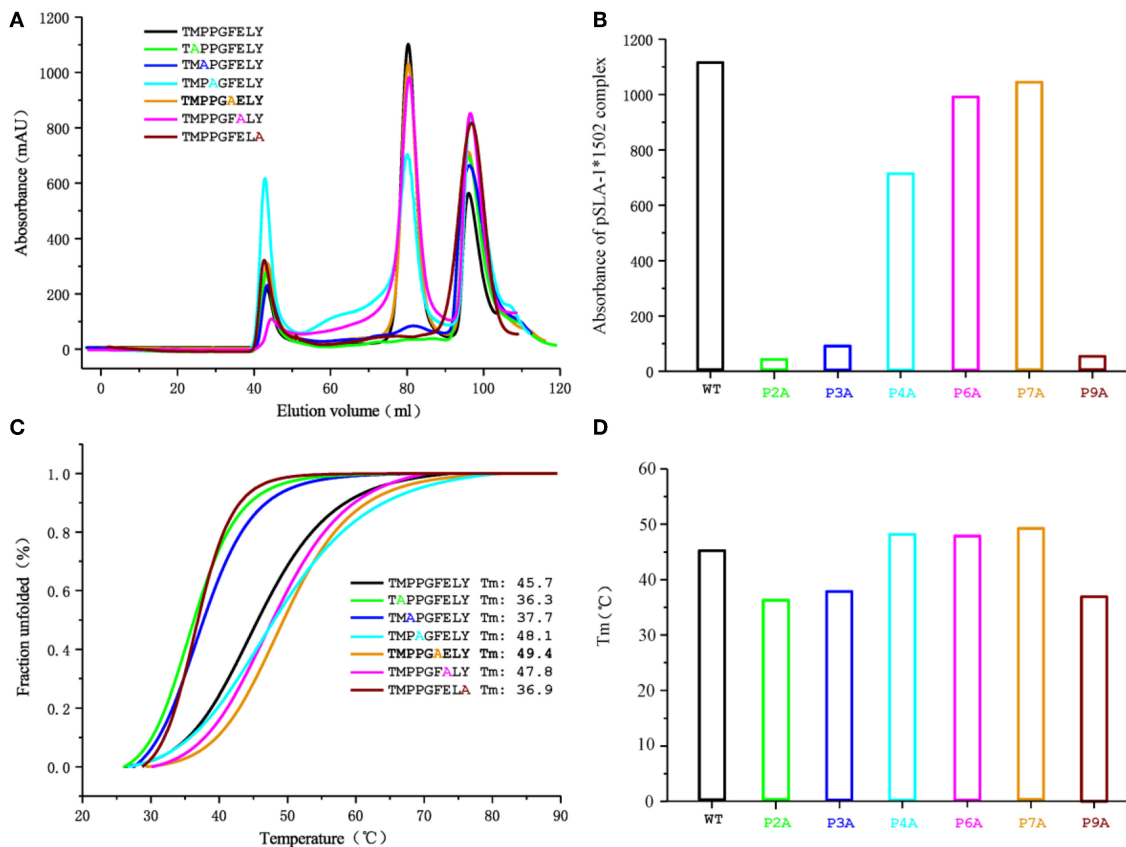 A
TMPPGFELY
TAPPGFELY
TMAPGFELY
TMPAGFELY
TMPPGAELY
TMPPGFALY
TMPPGFELA
1200
1000
800
600
400
200
0
Abosorbance (mAU)
0 20 40 60 80 100 120
Elution volume (ml)
B
1200
1000
800
600
400
200
0
Absorbance of pSLA-1*1502 complex
WT P2A P3A P4A P6A P7A P9A
C
1.0
0.8
0.6
0.4
0.2
0.0
Fraction unfolded (%)
TMPPGFELY Tm: 45.7
TAPPGFELY Tm: 36.3
TMAPGFELY Tm: 37.7
TMPAGFELY Tm: 48.1
TMPPGAELY Tm: 49.4
TMPPGFALY Tm: 47.8
TMPPGFELA Tm: 36.9
20 30 40 50 60 70 80 90
Temperature (℃)
D
60
50
40
30
20
10
0
Tm (℃)
WT P2A P3A P4A P6A P7A P9A